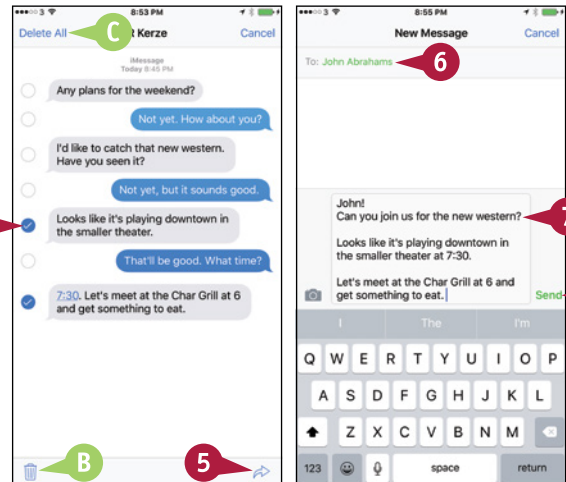 3 8:53 PM
Delete All C R Kerze Cancel
iMessage
Today 8:45 PM
Any plans for the weekend?
Not yet. How about you?
I'd like to catch that new western.
Have you seen it?
Not yet, but it sounds good.
Looks like it's playing downtown in
the smaller theater.
That'll be good. What time?
7:30. Let's meet at the Char Grill at 6
and get something to eat.
B 5
3 8:55 PM
New Message Cancel
To: John Abrahams 6
John!
Can you join us for the new western? 7
Looks like it's playing downtown in
the smaller theater at 7:30.
Let's meet at the Char Grill at 6 and
get something to eat. Send
I The I'm
Q W E R T Y U I O P
A S D F G H J K L
Z X C V B N M
123 space return